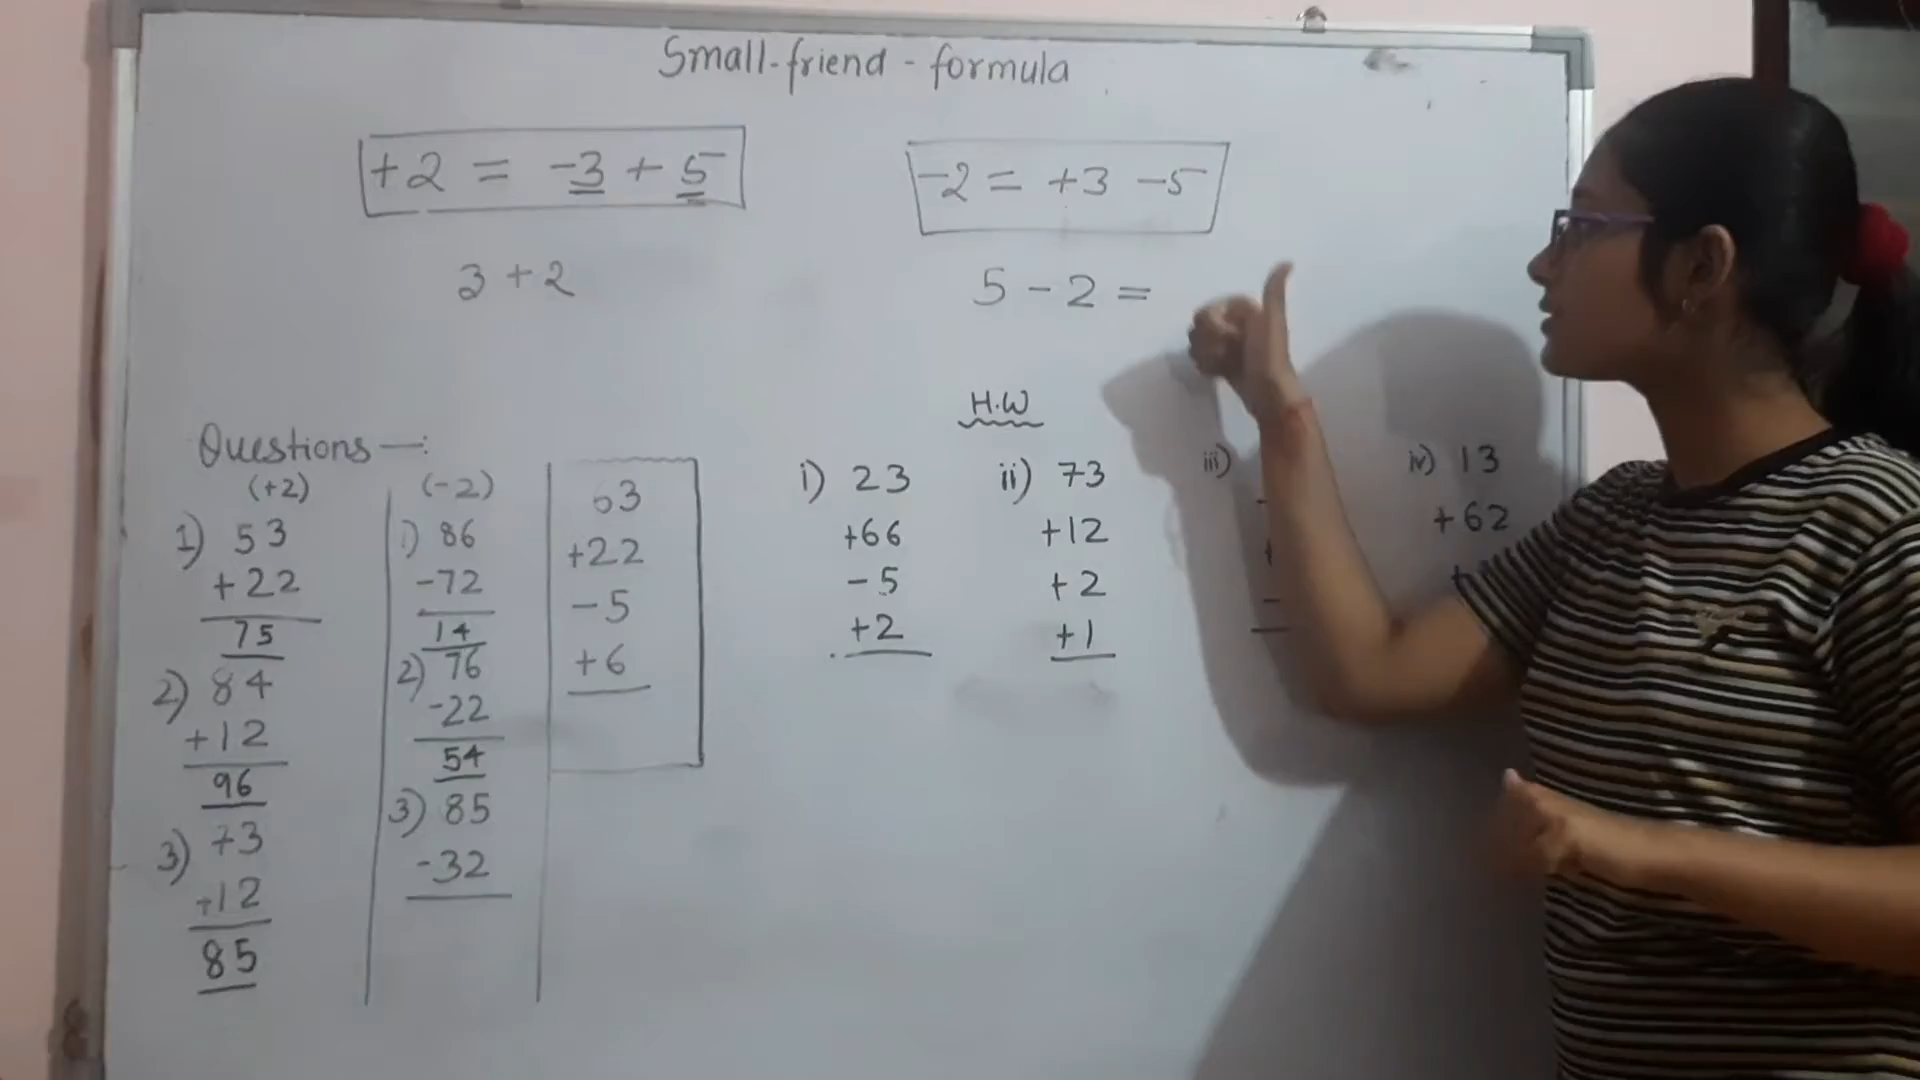 Small-friend-formula
+2 = -3 + 5
-2 = +3 -5
3 + 2
5 - 2 =
H.W
Questions —:
(+2)
1) 53
+22
75
2) 84
+12
96
3) 73
+12
85
(-2)
1) 86
-72
14
2) 76
-22
54
3) 85
-32
63
+22
-5
+6
i) 23
+66
-5
+2
ii) 73
+12
+2
+1
iii)
iv) 13
+62